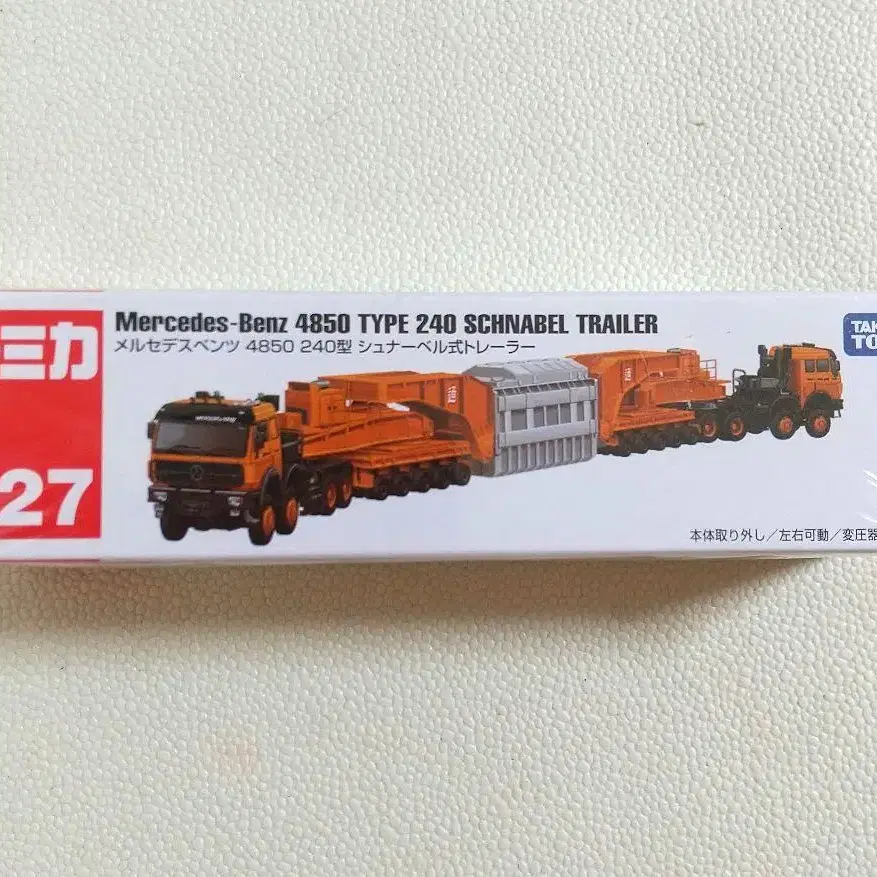 Mercedes-Benz 4850 TYPE 240 SCHNABEL TRAILER
メルセデスベンツ 4850 240型 シュナーベル式トレーラー
ミカ
TAK
TO
27
本体取り外し／左右可動／変圧器